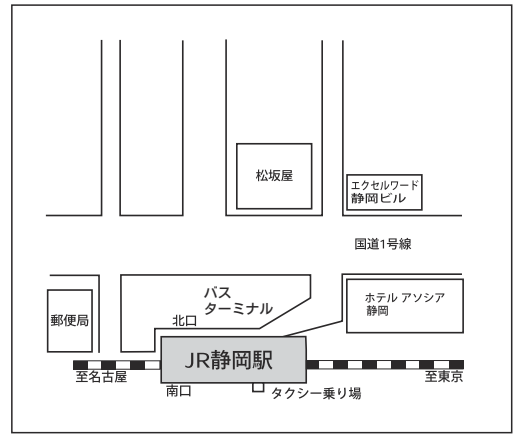 松坂屋
エクセルワード
静岡ビル
国道1号線
バス
ターミナル
ホテル アソシア
静岡
郵便局
北口
JR静岡駅
至名古屋
至東京
南口
タクシー乗り場